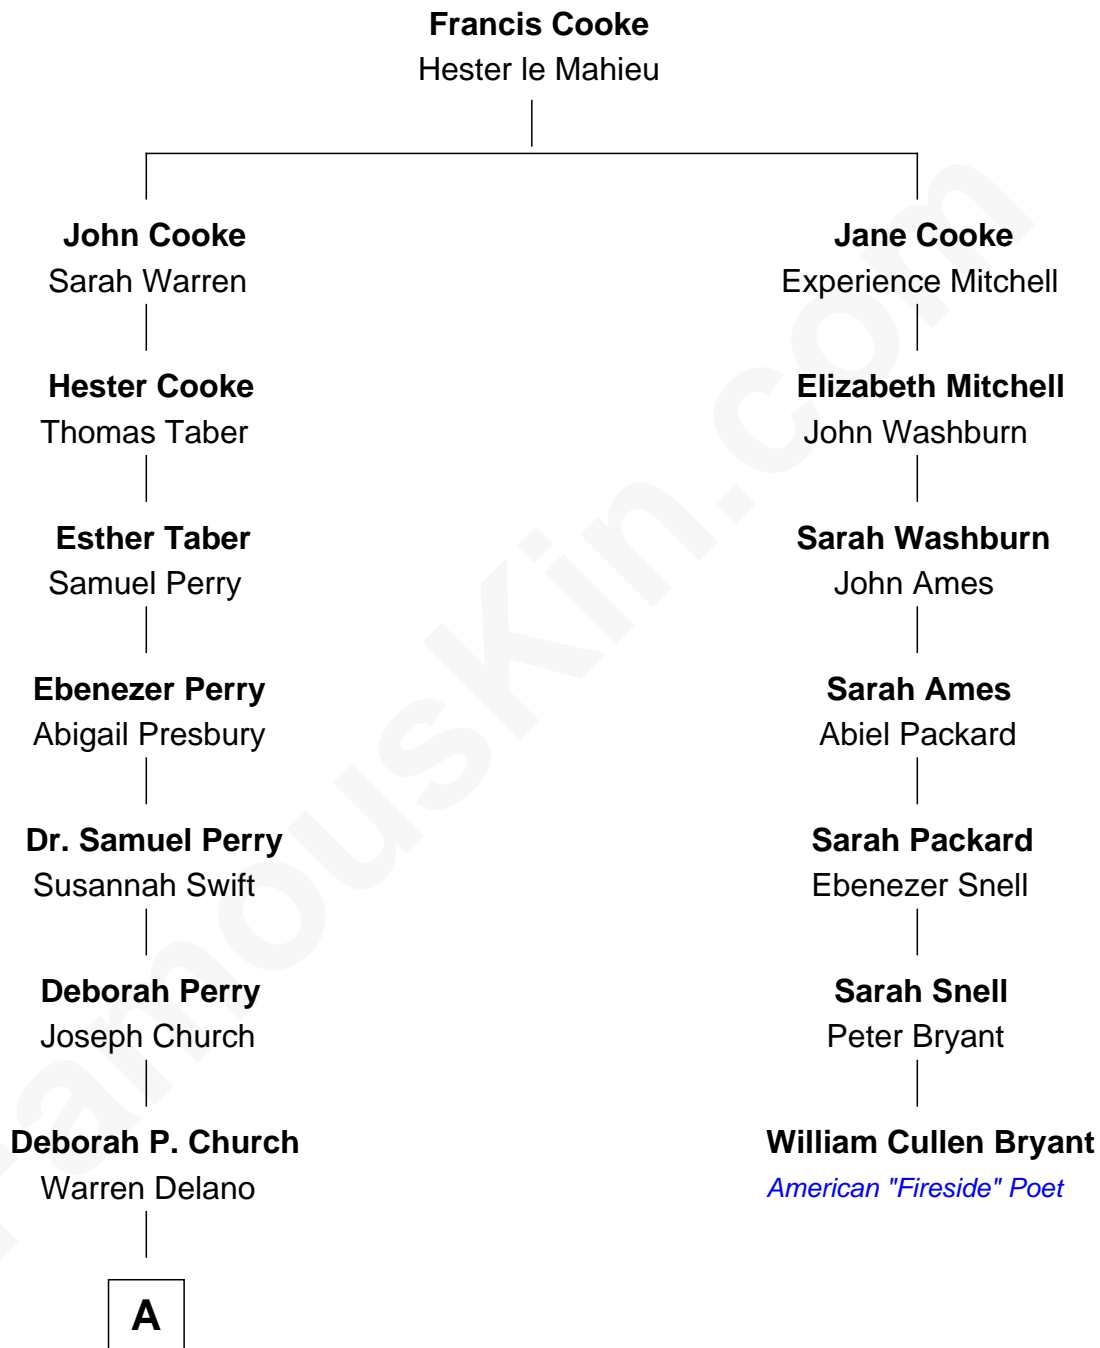 Francis Cooke
Hester le Mahieu
John Cooke
Sarah Warren
Jane Cooke
Experience Mitchell
Hester Cooke
Thomas Taber
Elizabeth Mitchell
John Washburn
Esther Taber
Samuel Perry
Sarah Washburn
John Ames
Ebenezer Perry
Abigail Presbury
Sarah Ames
Abiel Packard
Dr. Samuel Perry
Susannah Swift
Sarah Packard
Ebenezer Snell
Deborah Perry
Joseph Church
Sarah Snell
Peter Bryant
Deborah P. Church
Warren Delano
William Cullen Bryant
American "Fireside" Poet
A
FamousKin.com